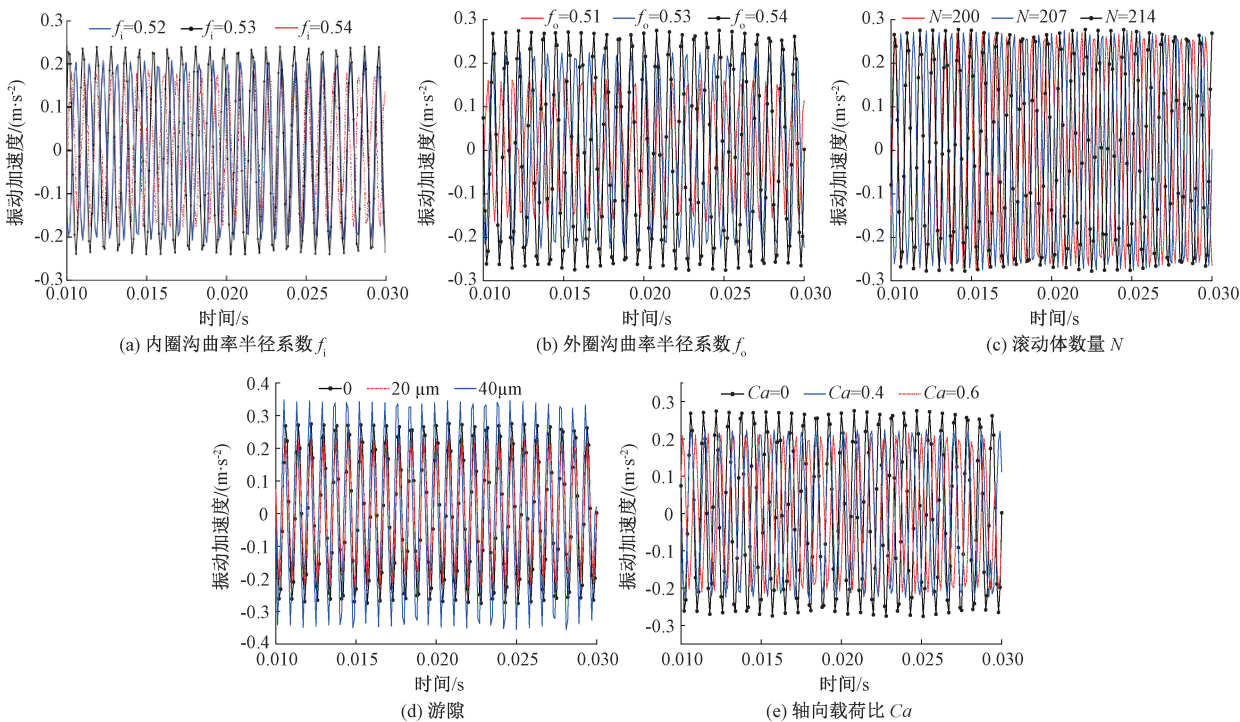 fi=0.52 fi=0.53 fi=0.54
振动加速度/(m·s-2)
0.3
0.2
0.1
0
-0.1
-0.2
0.3
0.010 0.015 0.020 0.025 0.030
时间/s
(a) 内圈沟曲率半径系数 fi
fo=0.51 fo=0.53 fo=0.54
振动加速度/(m·s-2)
0.3
0.2
0.1
0
-0.1
-0.2
0.3
0.010 0.015 0.020 0.025 0.030
时间/s
(b) 外圈沟曲率半径系数 fo
N=200 N=207 N=214
振动加速度/(m·s-2)
0.3
0.2
0.1
0
-0.1
-0.2
0.3
0.010 0.015 0.020 0.025 0.030
时间/s
(c) 滚动体数量 N
0 20 μm 40μm
振动加速度/(m·s-2)
0.4
0.3
0.2
0.1
0
-0.1
-0.2
-0.3
0.4
0.010 0.015 0.020 0.025 0.030
时间/s
(d) 游隙
Ca=0 Ca=0.4 Ca=0.6
振动加速度/(m·s-2)
0.3
0.2
0.1
0
-0.1
-0.2
0.3
0.010 0.015 0.020 0.025 0.030
时间/s
(e) 轴向载荷比 Ca